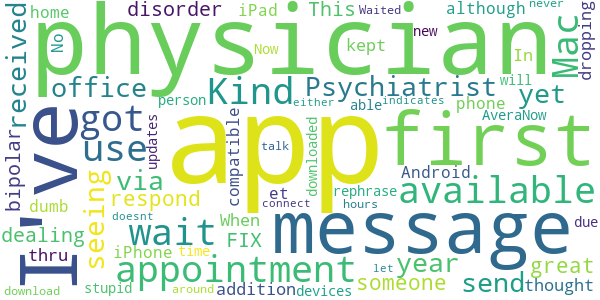 home
disorder
iPad
This
Waited
although
never
physician
No
new
Mac
dropping
received
Now
kept
In
office
Kind
Psychiatrist
yet
will
I've
got
person
either
able
indicates
phone
AveraNow
app
first
bipolar
use
updates
talk
downloaded
compatible
Android
via
seeing
respond
et
connect
rephrase
hours
available
dumb
wait
When
message
due
dealing
FIX
thru
iPhone
time
doesnt
year
great
appointment
devices
let
someone
send
thought
download
stupid
around
addition